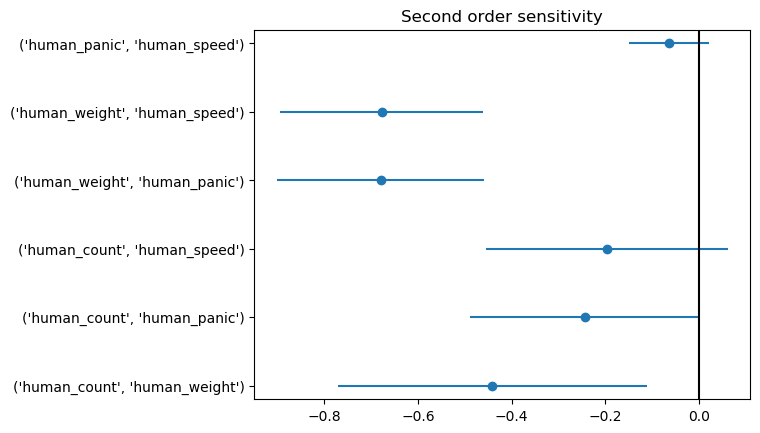 Second order sensitivity
('human_panic', 'human_speed')
('human_weight', 'human_speed')
('human_weight', 'human_panic')
('human_count', 'human_speed')
('human_count', 'human_panic')
('human_count', 'human_weight')
−0.8 −0.6 −0.4 −0.2 0.0